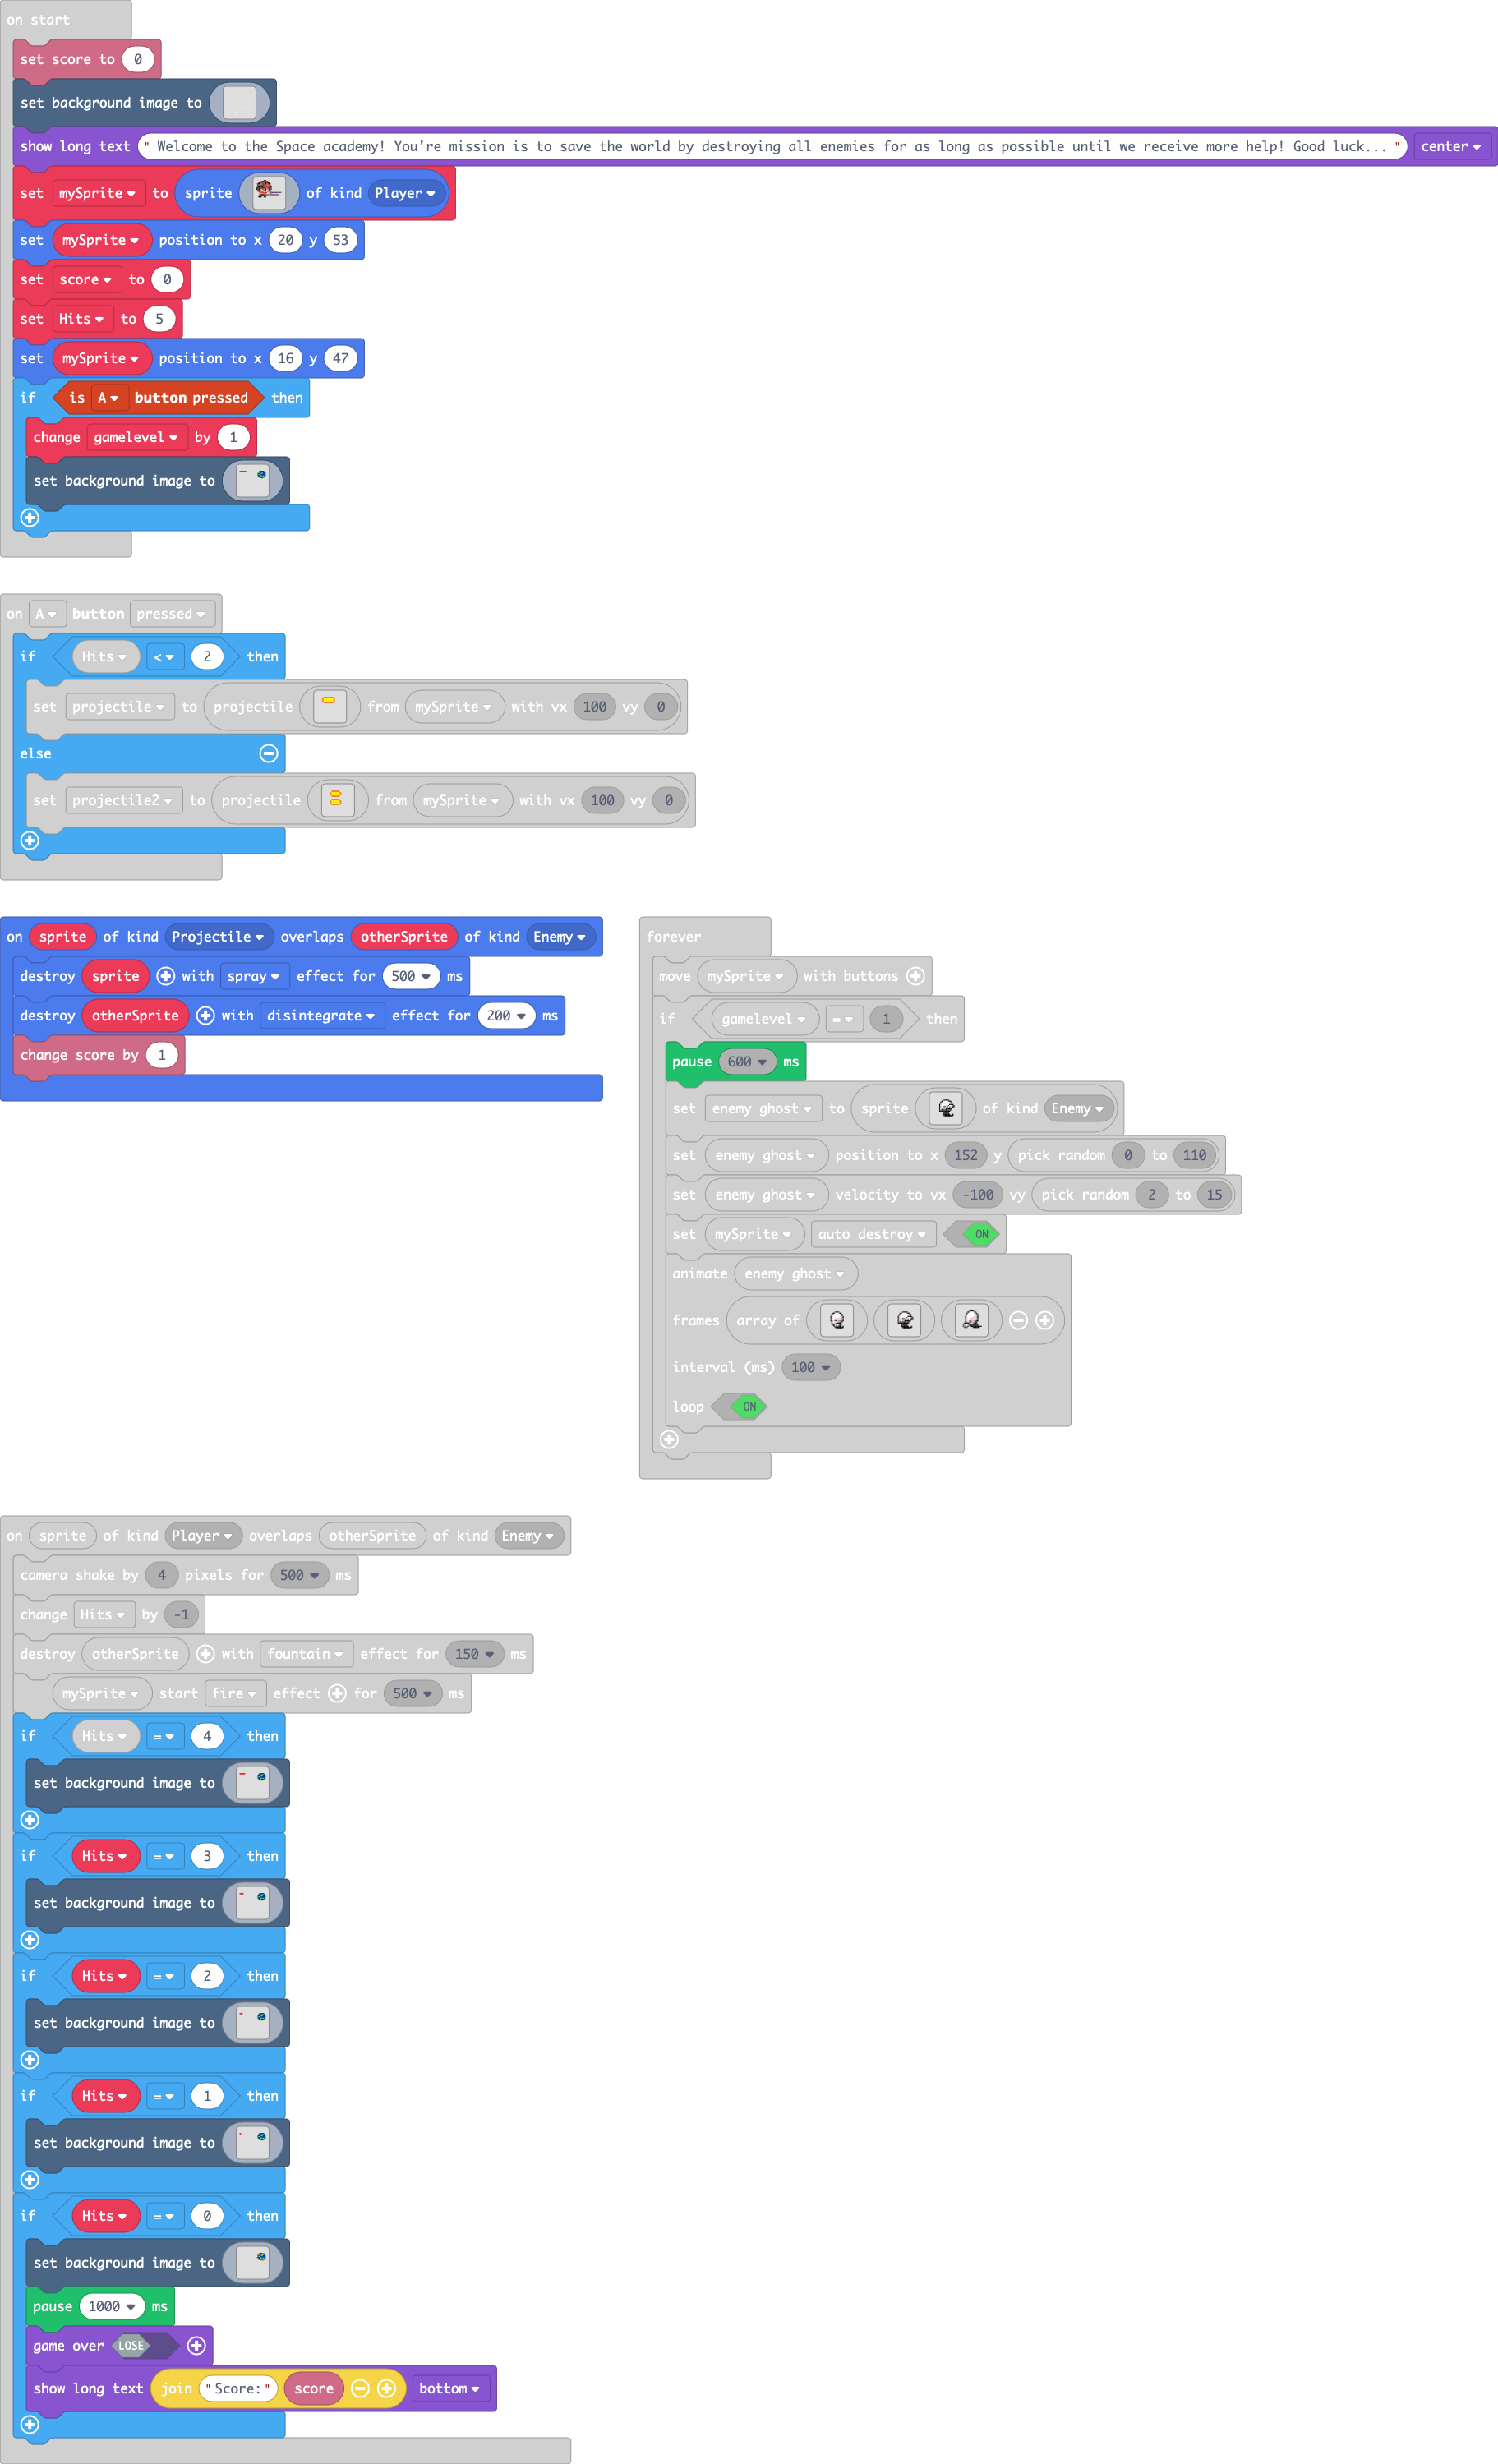 on start
set score to 0
set background image to
show long text " Welcome to the Space academy! You're mission is to save the world by destroying all enemies for as long as possible until we receive more help! Good luck... " center
set mySprite to sprite of kind Player
set mySprite position to x 20 y 53
set score to 0
set Hits to 5
set mySprite position to x 16 y 47
if is A button pressed then
change gamelevel by 1
set background image to
on A button pressed
if Hits < 2 then
set projectile to projectile from mySprite with vx 100 vy 0
else
set projectile2 to projectile from mySprite with vx 100 vy 0
on sprite of kind Projectile overlaps otherSprite of kind Enemy
destroy sprite with spray effect for 500 ms
destroy otherSprite with disintegrate effect for 200 ms
change score by 1
forever
move mySprite with buttons
if gamelevel = 1 then
pause 600 ms
set enemy ghost to sprite of kind Enemy
set enemy ghost position to x 152 y pick random 0 to 110
set enemy ghost velocity to vx -100 vy pick random 2 to 15
set mySprite auto destroy ON
animate enemy ghost
frames array of
interval (ms) 100
loop ON
on sprite of kind Player overlaps otherSprite of kind Enemy
camera shake by 4 pixels for 500 ms
change Hits by -1
destroy otherSprite with fountain effect for 150 ms
mySprite start fire effect for 500 ms
if Hits = 4 then
set background image to
if Hits = 3 then
set background image to
if Hits = 2 then
set background image to
if Hits = 1 then
set background image to
if Hits = 0 then
set background image to
pause 1000 ms
game over LOSE
show long text join "Score:" score bottom